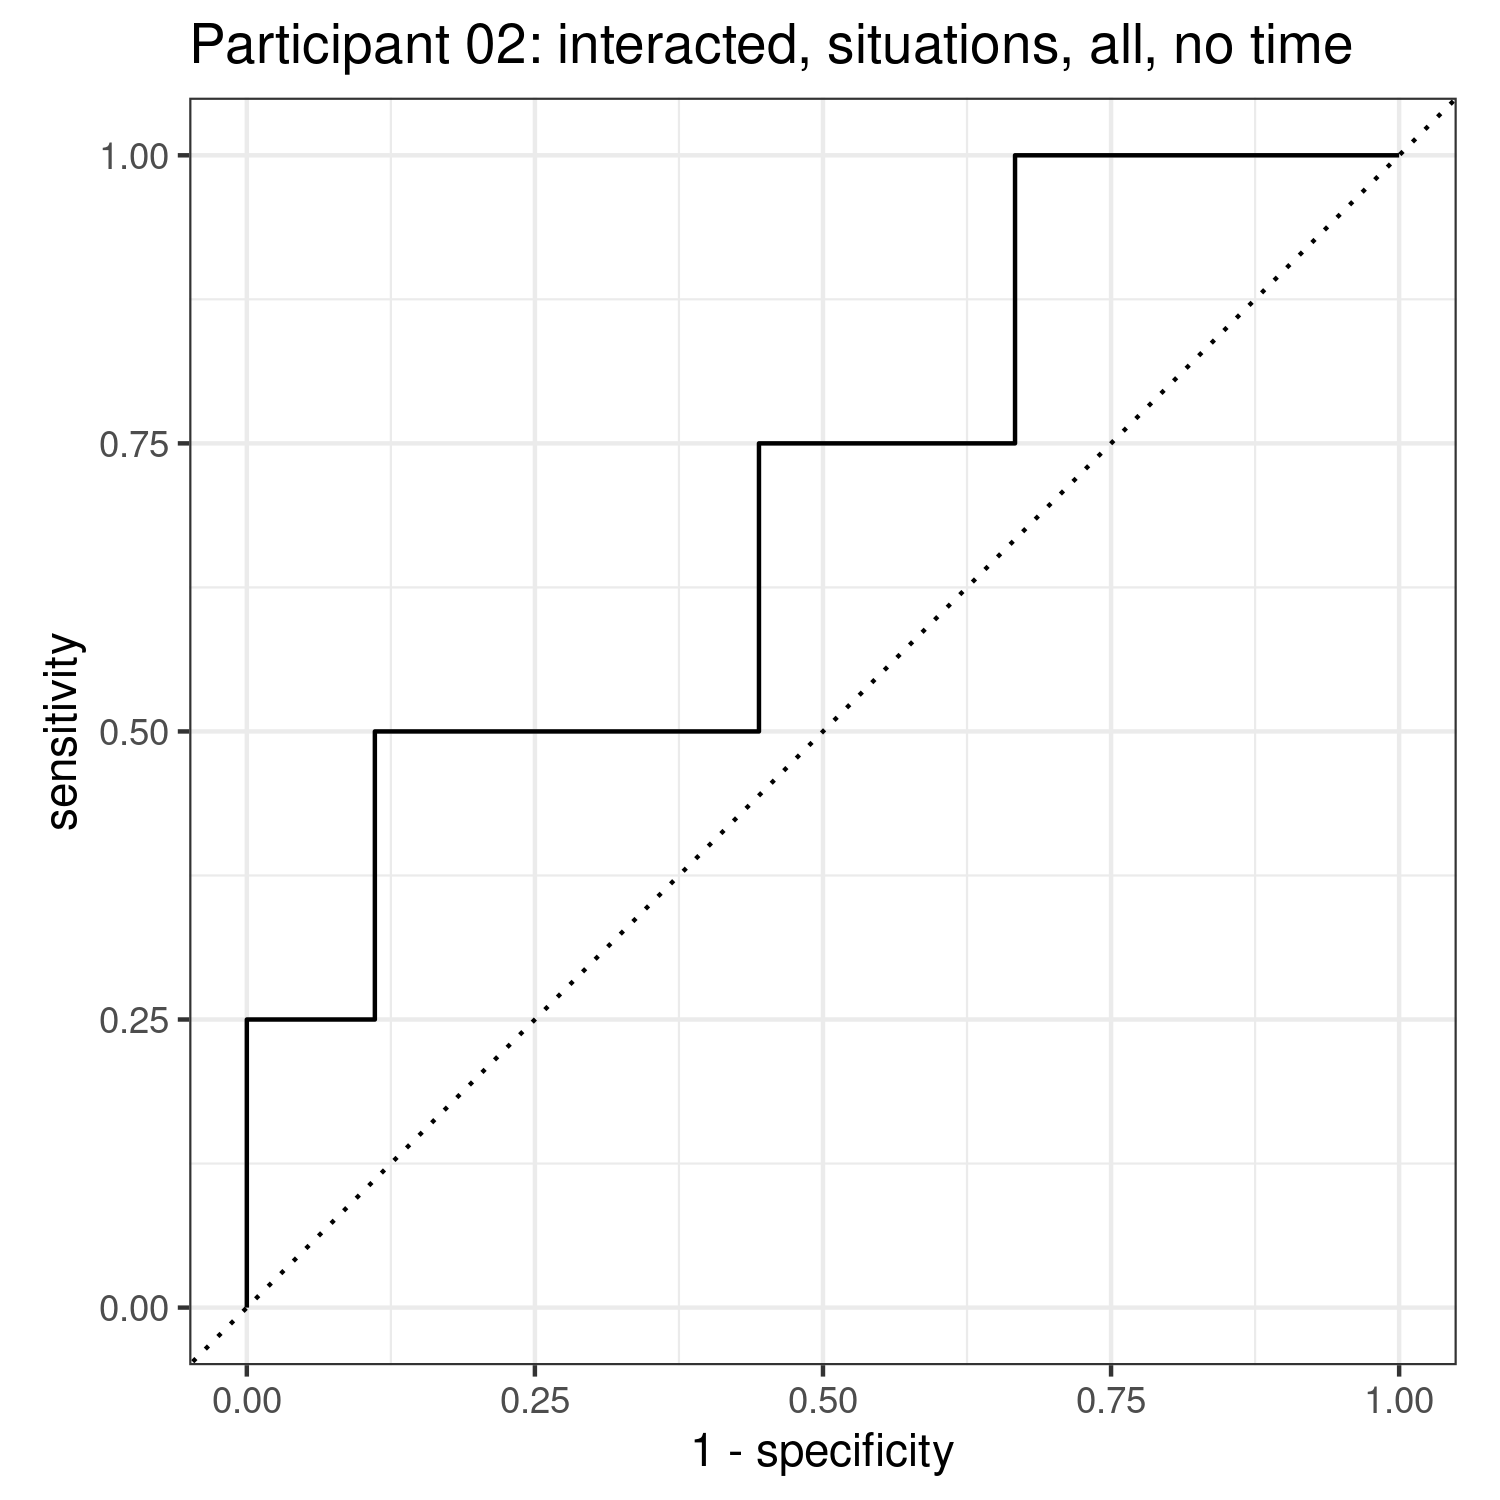 Participant 02: interacted, situations, all, no time
1.00
0.75
0.50
0.25
0.00
sensitivity
0.00 0.25 0.50 0.75 1.00
1 - specificity